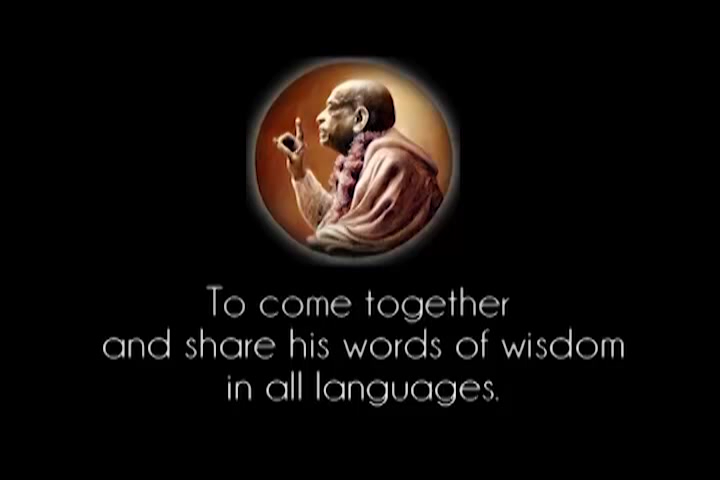 To come together
and share his words of wisdom
in all languages.